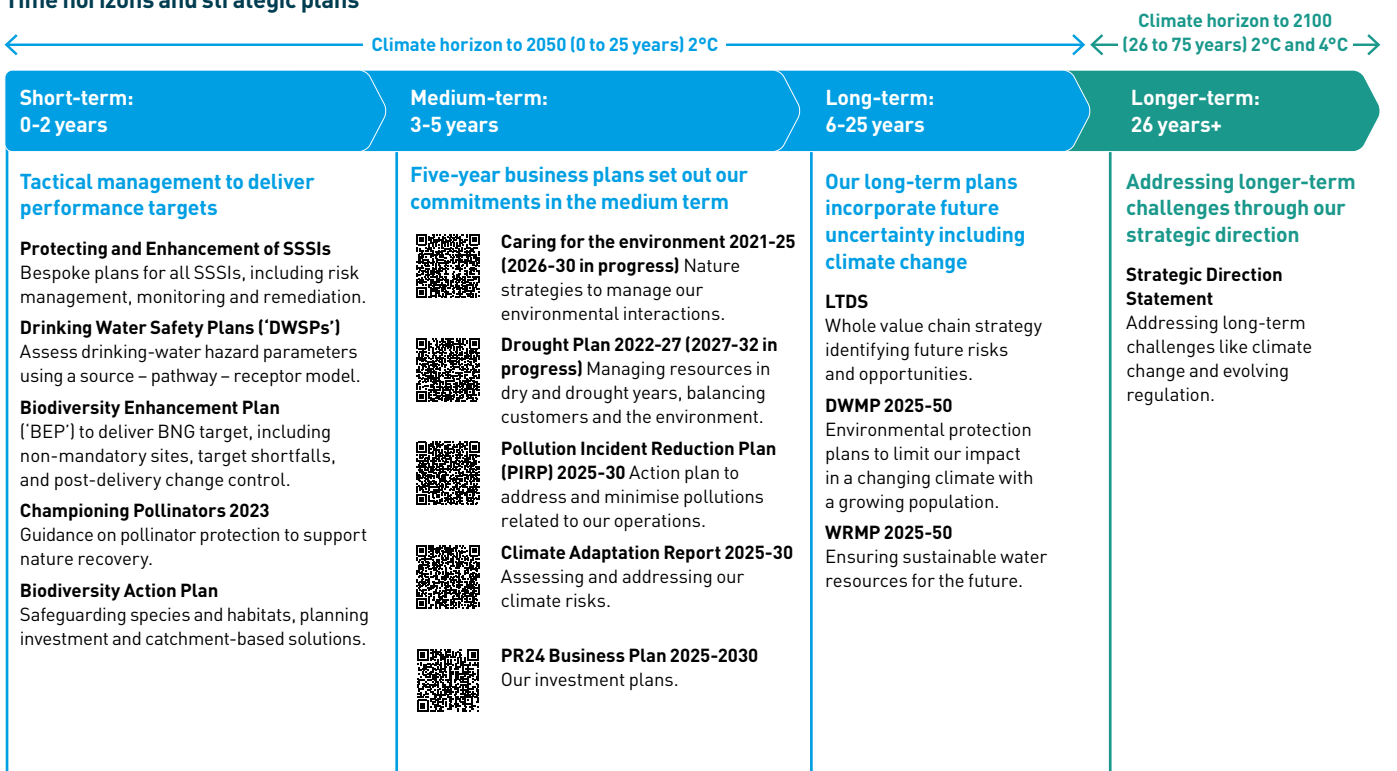 Time horizons and strategic plans
Climate horizon to 2050 (0 to 25 years) 2°C
Climate horizon to 2100
(26 to 75 years) 2°C and 4°C
Short-term:
0-2 years
Medium-term:
3-5 years
Long-term:
6-25 years
Longer-term:
26 years+
Tactical management to deliver
performance targets
Protecting and Enhancement of SSSIs
Bespoke plans for all SSSIs, including risk
management, monitoring and remediation.
Drinking Water Safety Plans (‘DWSPs’)
Assess drinking-water hazard parameters
using a source – pathway – receptor model.
Biodiversity Enhancement Plan
(‘BEP’) to deliver BNG target, including
non-mandatory sites, target shortfalls,
and post-delivery change control.
Championing Pollinators 2023
Guidance on pollinator protection to support
nature recovery.
Biodiversity Action Plan
Safeguarding species and habitats, planning
investment and catchment-based solutions.
Five-year business plans set out our
commitments in the medium term
Caring for the environment 2021-25
(2026-30 in progress) Nature
strategies to manage our
environmental interactions.
Drought Plan 2022-27 (2027-32 in
progress) Managing resources in
dry and drought years, balancing
customers and the environment.
Pollution Incident Reduction Plan
(PIRP) 2025-30 Action plan to
address and minimise pollutions
related to our operations.
Climate Adaptation Report 2025-30
Assessing and addressing our
climate risks.
PR24 Business Plan 2025-2030
Our investment plans.
Our long-term plans
incorporate future
uncertainty including
climate change
LTDS
Whole value chain strategy
identifying future risks
and opportunities.
DWMP 2025-50
Environmental protection
plans to limit our impact
in a changing climate with
a growing population.
WRMP 2025-50
Ensuring sustainable water
resources for the future.
Addressing longer-term
challenges through our
strategic direction
Strategic Direction
Statement
Addressing long-term
challenges like climate
change and evolving
regulation.